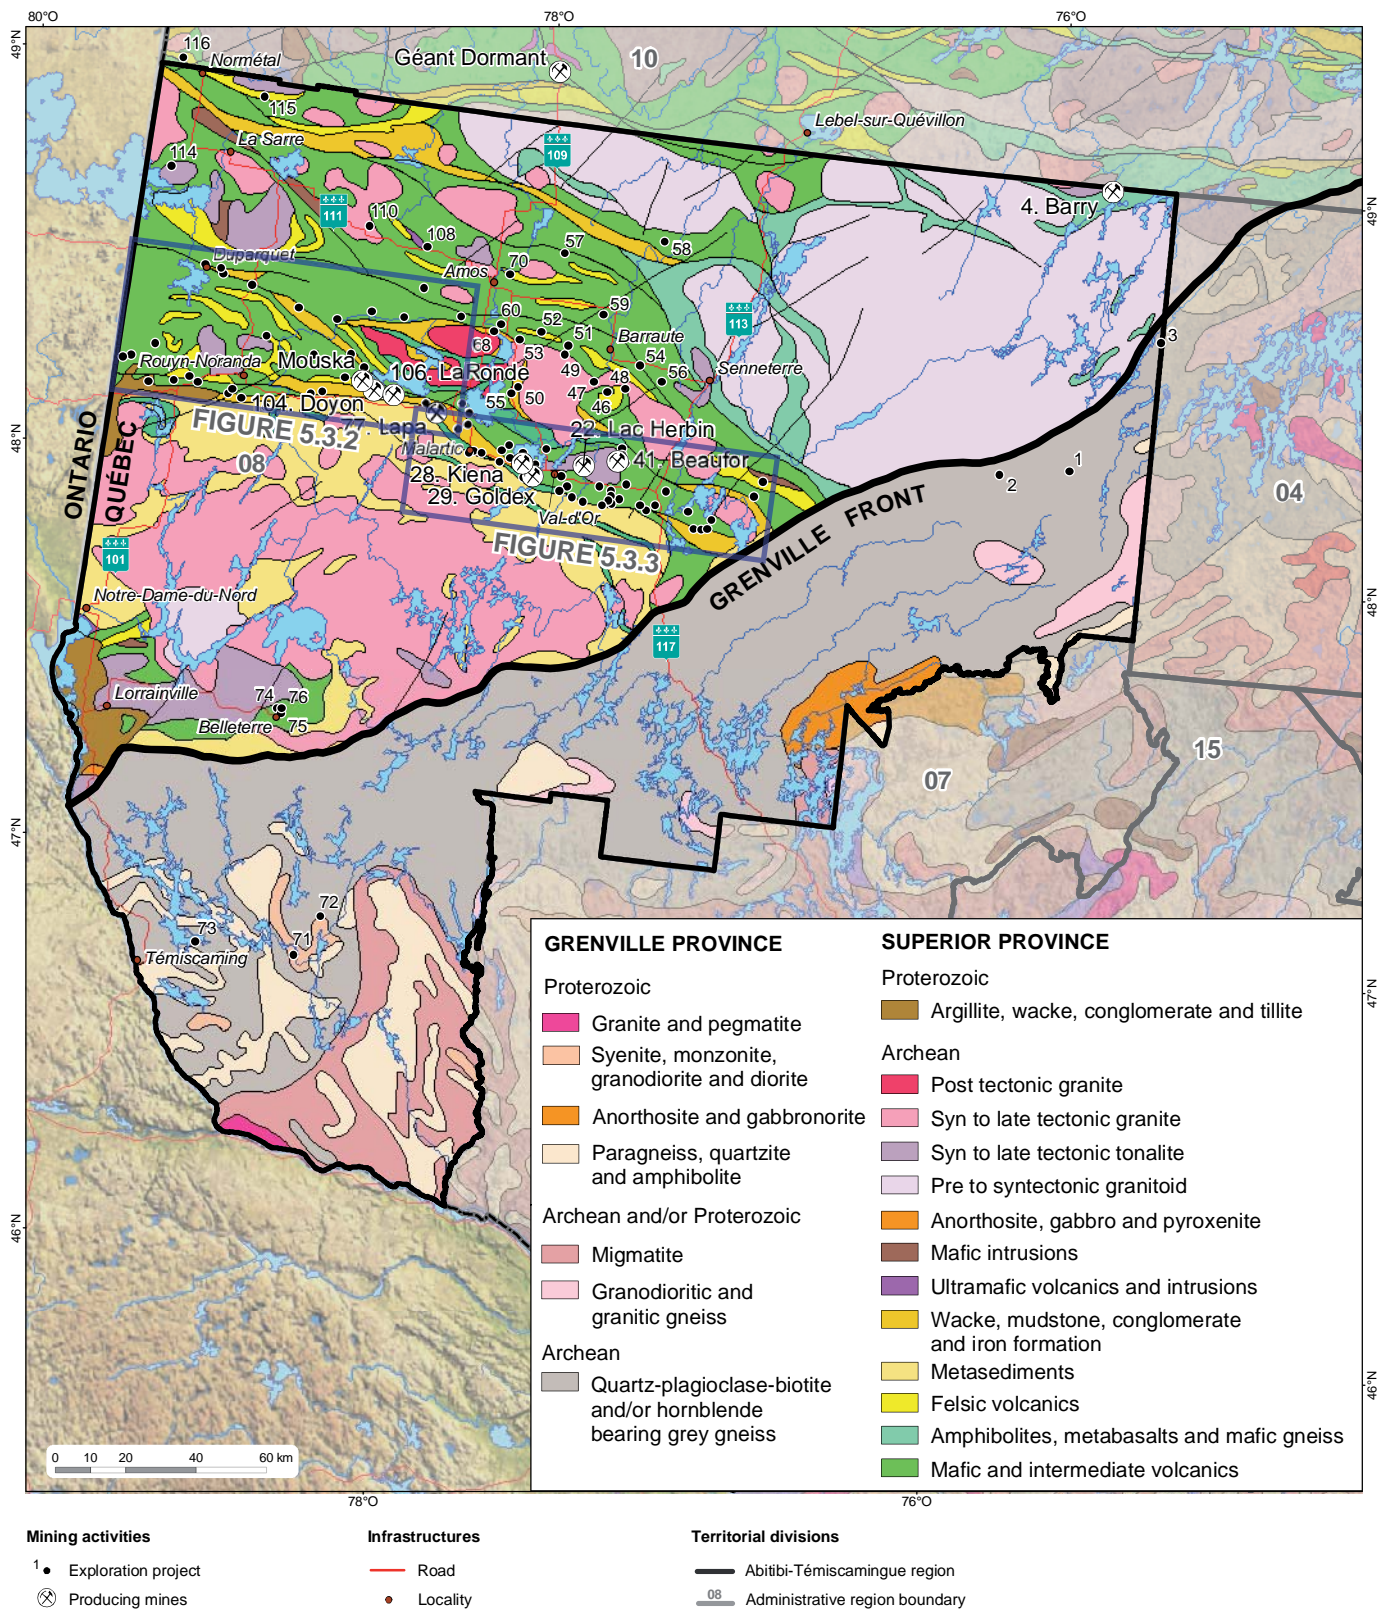 80°O
78°O
76°O
49°N
116
Normétal
Géant Dormant
10
115
Lebel-sur-Quévillon
La Sarre
109
114
111
110
4. Barry
49°N
108
57
58
Duparquet
Amos
70
59
60
52
113
51
Barraute
3
68
53
54
Rouyn-Noranda
Mouska
106. LaRonde
49
48
56
Senneterre
47
46
55
50
104. Doyon
FIGURE 5.3.2
77. Lapa
22. Lac Herbin
48°N
Malartic
08
28. Kiena
41. Beaufor
1
2
04
29. Goldex
ONTARIO
QUÉBEC
Val-d'Or
GRENVILLE FRONT
FIGURE 5.3.3
101
Notre-Dame-du-Nord
48°N
117
Lorrainville
74
76
Belleterre
75
15
07
47°N
72
73
71
Témiscaming
47°N
GRENVILLE PROVINCE
Proterozoic
Granite and pegmatite
Syenite, monzonite,
granodiorite and diorite
Anorthosite and gabbronorite
Paragneiss, quartzite
and amphibolite
Archean and/or Proterozoic
Migmatite
Granodioritic and
granitic gneiss
Archean
Quartz-plagioclase-biotite
and/or hornblende
bearing grey gneiss
SUPERIOR PROVINCE
Proterozoic
Argillite, wacke, conglomerate and tillite
Archean
Post tectonic granite
Syn to late tectonic granite
Syn to late tectonic tonalite
Pre to syntectonic granitoid
Anorthosite, gabbro and pyroxenite
Mafic intrusions
Ultramafic volcanics and intrusions
Wacke, mudstone, conglomerate
and iron formation
Metasediments
Felsic volcanics
Amphibolites, metabasalts and mafic gneiss
Mafic and intermediate volcanics
46°N
46°N
0 10 20 40 60 km
78°O
76°O
Mining activities
1 Exploration project
Producing mines
Infrastructures
Road
Locality
Territorial divisions
Abitibi-Témiscamingue region
08 Administrative region boundary